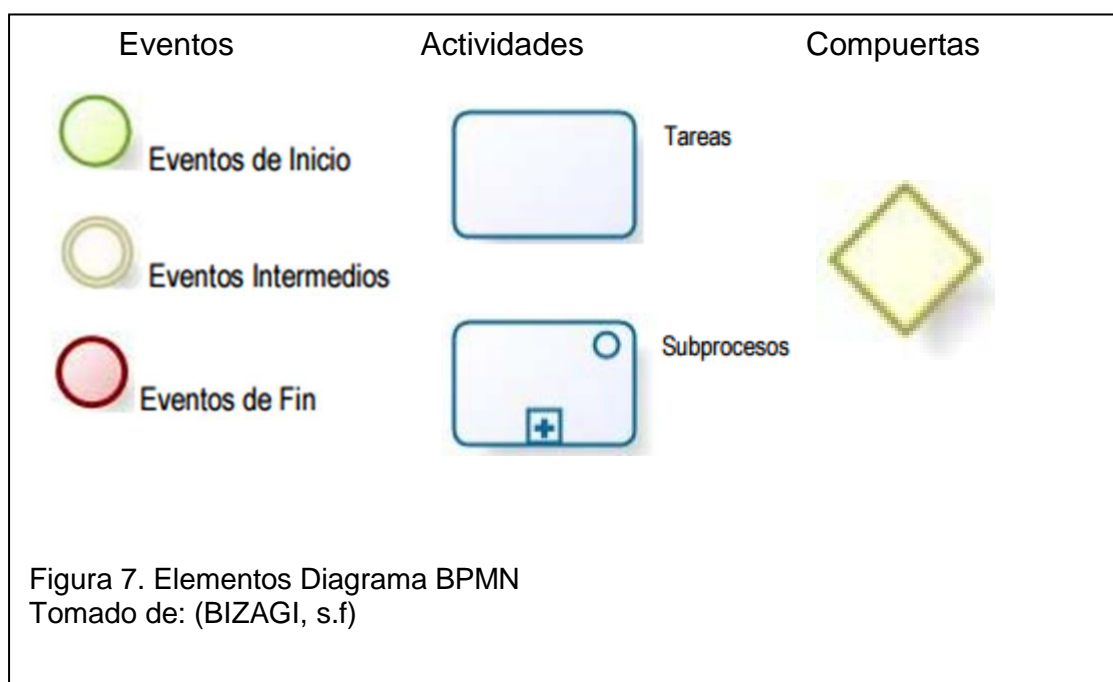 Eventos Actividades Compuertas
Eventos de Inicio
Tareas
Eventos Intermedios
Subprocesos
Eventos de Fin
Figura 7. Elementos Diagrama BPMN
Tomado de: (BIZAGI, s.f)